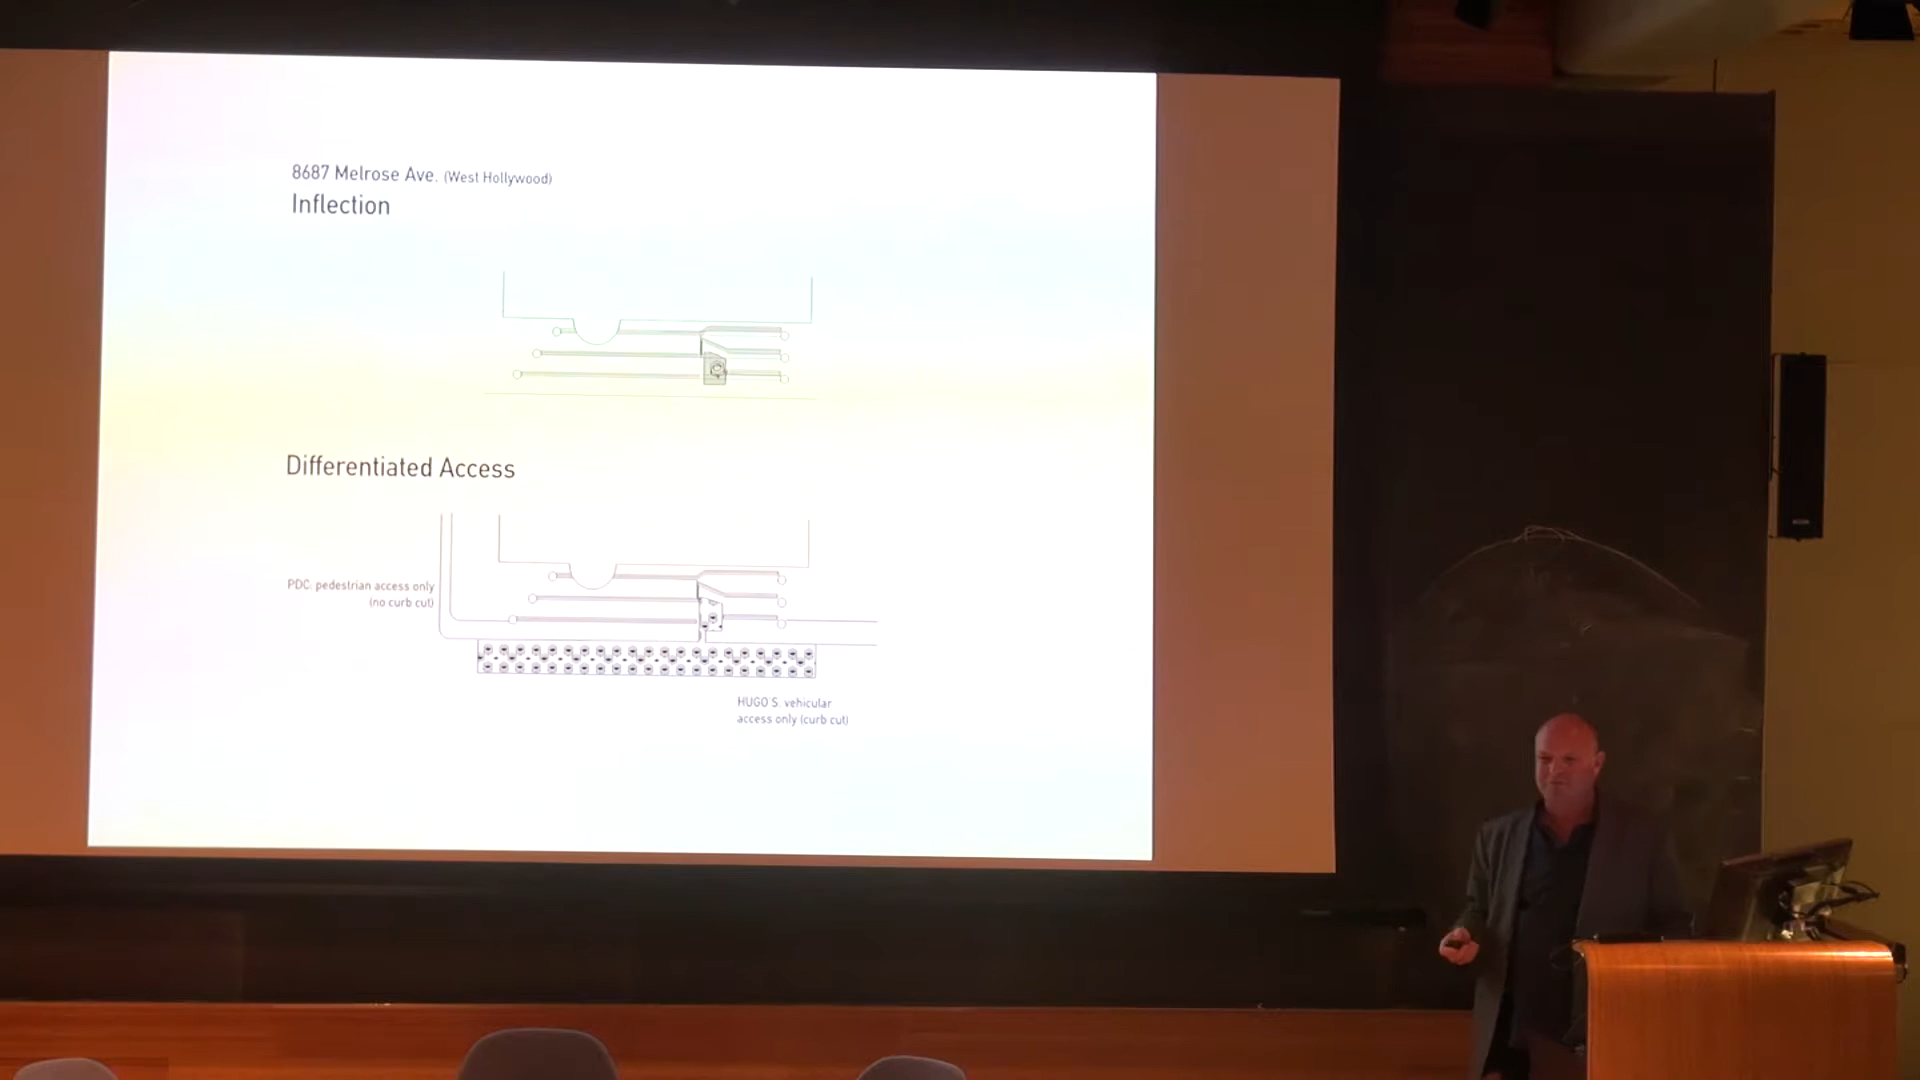 8687 Melrose Ave. (West Hollywood)
Inflection
Differentiated Access
PDC: pedestrian access only
(no curb cut)
HUGO'S: vehicular
access only (curb cut)